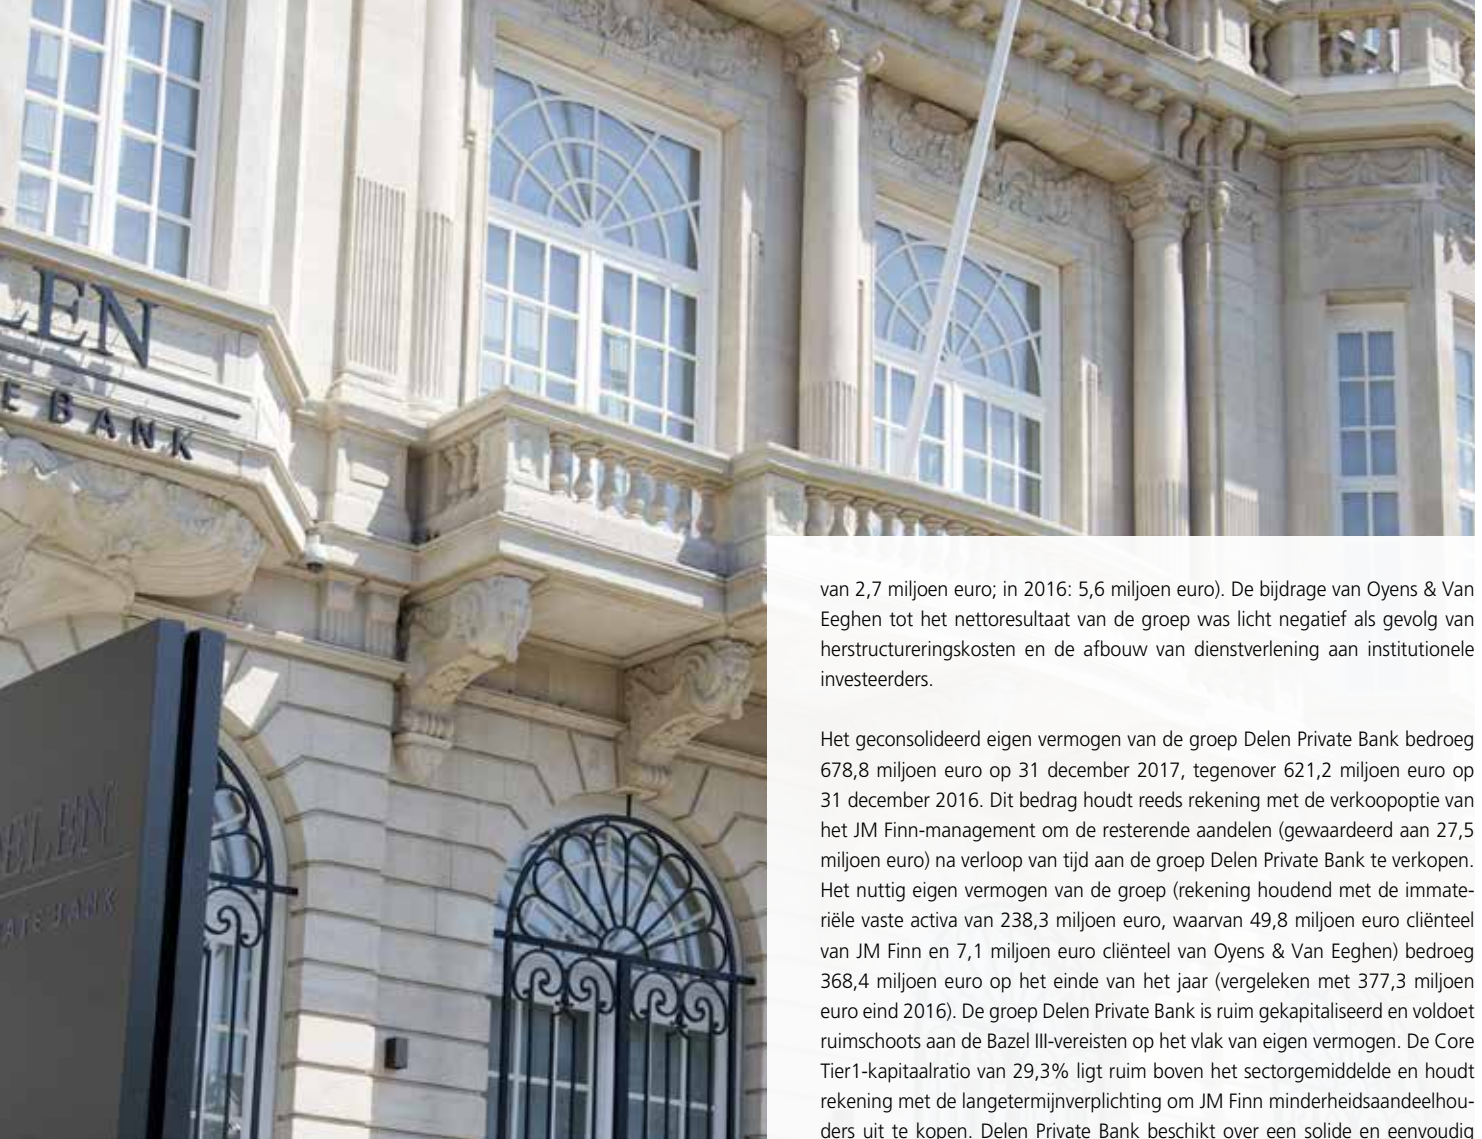 LEN
E BANK
DELEN
ATE BANK
van 2,7 miljoen euro; in 2016: 5,6 miljoen euro). De bijdrage van Oyens & Van
Eeghen tot het nettoresultaat van de groep was licht negatief als gevolg van
herstructureringskosten en de afbouw van dienstverlening aan institutionele
investeerders.
Het geconsolideerd eigen vermogen van de groep Delen Private Bank bedroeg
678,8 miljoen euro op 31 december 2017, tegenover 621,2 miljoen euro op
31 december 2016. Dit bedrag houdt reeds rekening met de verkoopoptie van
het JM Finn-management om de resterende aandelen (gewaardeerd aan 27,5
miljoen euro) na verloop van tijd aan de groep Delen Private Bank te verkopen.
Het nuttig eigen vermogen van de groep (rekening houdend met de immate-
riële vaste activa van 238,3 miljoen euro, waarvan 49,8 miljoen euro cliënteel
van JM Finn en 7,1 miljoen euro cliënteel van Oyens & Van Eeghen) bedroeg
368,4 miljoen euro op het einde van het jaar (vergeleken met 377,3 miljoen
euro eind 2016). De groep Delen Private Bank is ruim gekapitaliseerd en voldoet
ruimschoots aan de Bazel III-vereisten op het vlak van eigen vermogen. De Core
Tier1-kapitaalratio van 29,3% ligt ruim boven het sectorgemiddelde en houdt
rekening met de langetermijnverplichting om JM Finn minderheidsaandeelhou-
ders uit te kopen. Delen Private Bank beschikt over een solide en eenvoudig